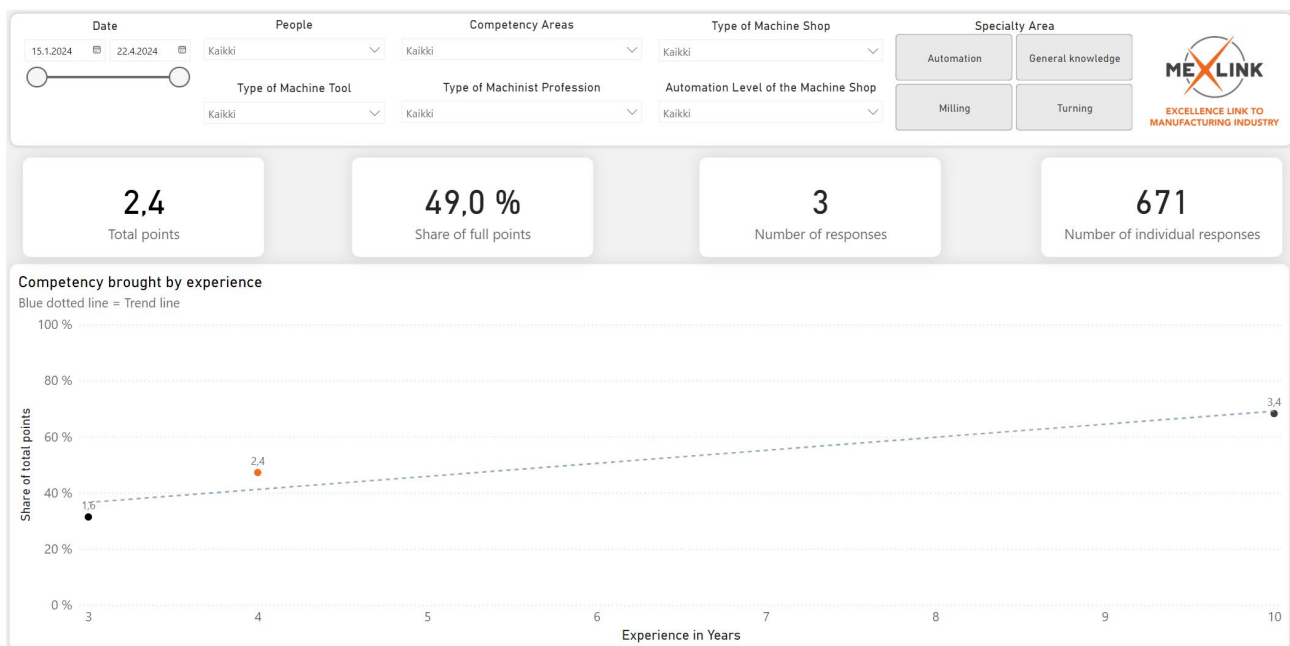 Date
People
Competency Areas
Type of Machine Shop
Specialty Area
15.1.2024
22.4.2024
Kaikki
Kaikki
Kaikki
Automation
General knowledge
Type of Machine Tool
Type of Machinist Profession
Automation Level of the Machine Shop
Kaikki
Kaikki
Kaikki
Milling
Turning
MEXLINK
EXCELLENCE LINK TO
MANUFACTURING INDUSTRY
2,4
Total points
49,0 %
Share of full points
3
Number of responses
671
Number of individual responses
Competency brought by experience
Blue dotted line = Trend line
Share of total points
100 %
80 %
60 %
40 %
20 %
0 %
1,6
2,4
3,4
3 4 5 6 7 8 9 10
Experience in Years